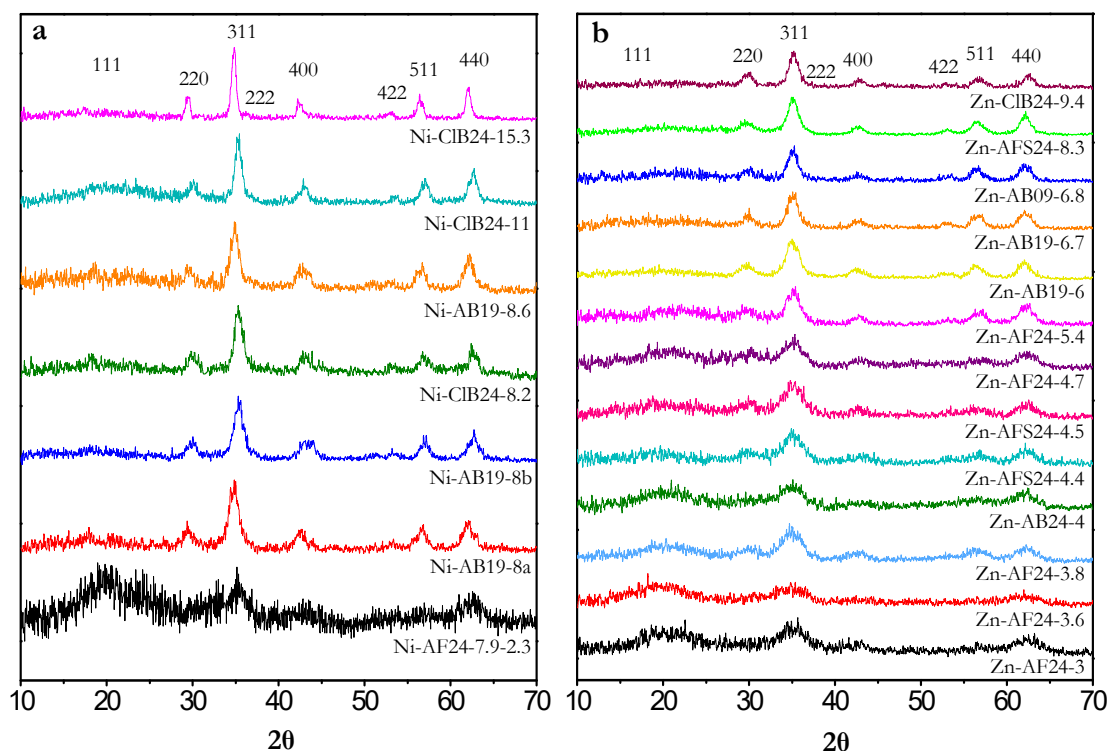 a
111
220
311
222
400
422
511
440
Ni-ClB24-15.3
Ni-ClB24-11
Ni-AB19-8.6
Ni-ClB24-8.2
Ni-AB19-8b
Ni-AB19-8a
Ni-AF24-7.9-2.3
10 20 30 40 50 60 70
2θ
b
111
220
311
222
400
422
511
440
Zn-ClB24-9.4
Zn-AFS24-8.3
Zn-AB09-6.8
Zn-AB19-6.7
Zn-AB19-6
Zn-AF24-5.4
Zn-AF24-4.7
Zn-AFS24-4.5
Zn-AFS24-4.4
Zn-AB24-4
Zn-AF24-3.8
Zn-AF24-3.6
Zn-AF24-3
10 20 30 40 50 60 70
2θ